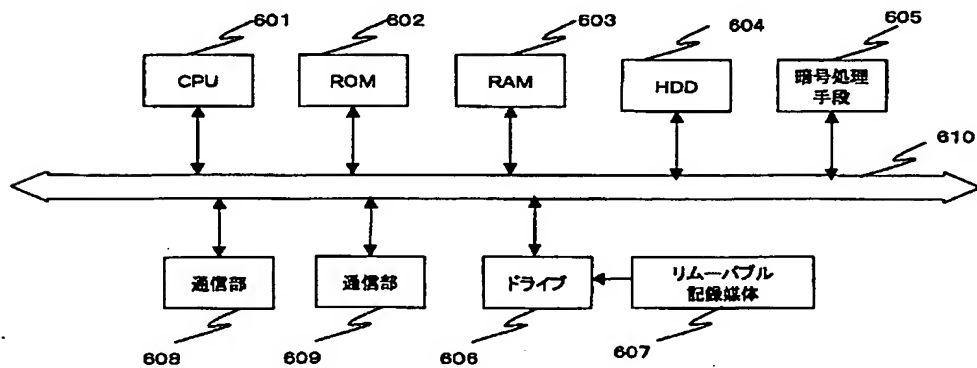 601
602
603
604
605
CPU
ROM
RAM
HDD
暗号処理
手段
610
通信部
通信部
ドライブ
リムーバブル
記録媒体
608
609
606
607